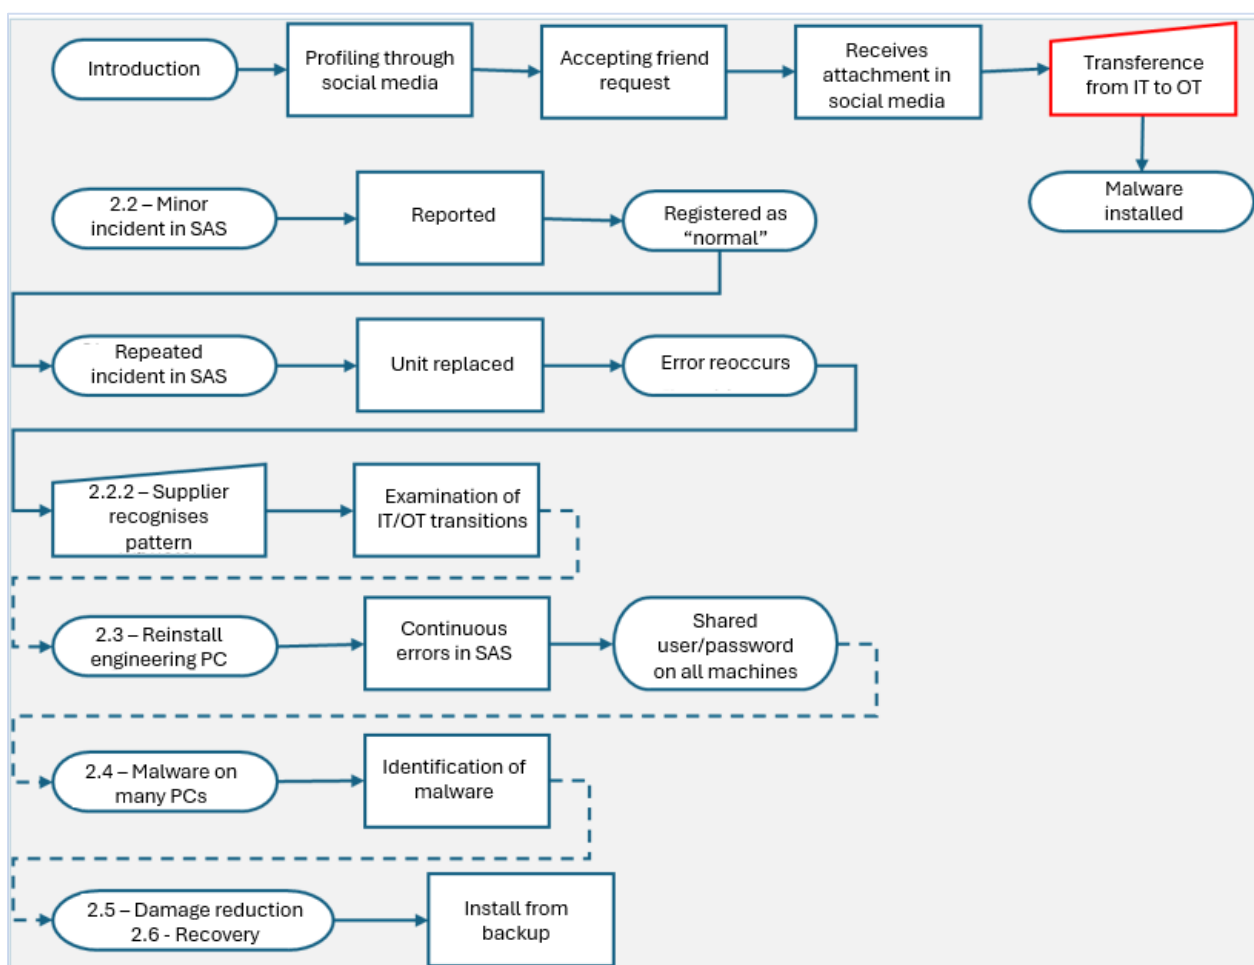 Introduction
Profiling through
social media
Accepting friend
request
Receives
attachment in
social media
Transference
from IT to OT
Malware
installed
2.2 – Minor
incident in SAS
Reported
Registered as
“normal”
Repeated
incident in SAS
Unit replaced
Error reoccurs
2.2.2 – Supplier
recognises
pattern
Examination of
IT/OT transitions
2.3 – Reinstall
engineering PC
Continuous
errors in SAS
Shared
user/password
on all machines
2.4 – Malware on
many PCs
Identification of
malware
2.5 – Damage reduction
2.6 - Recovery
Install from
backup